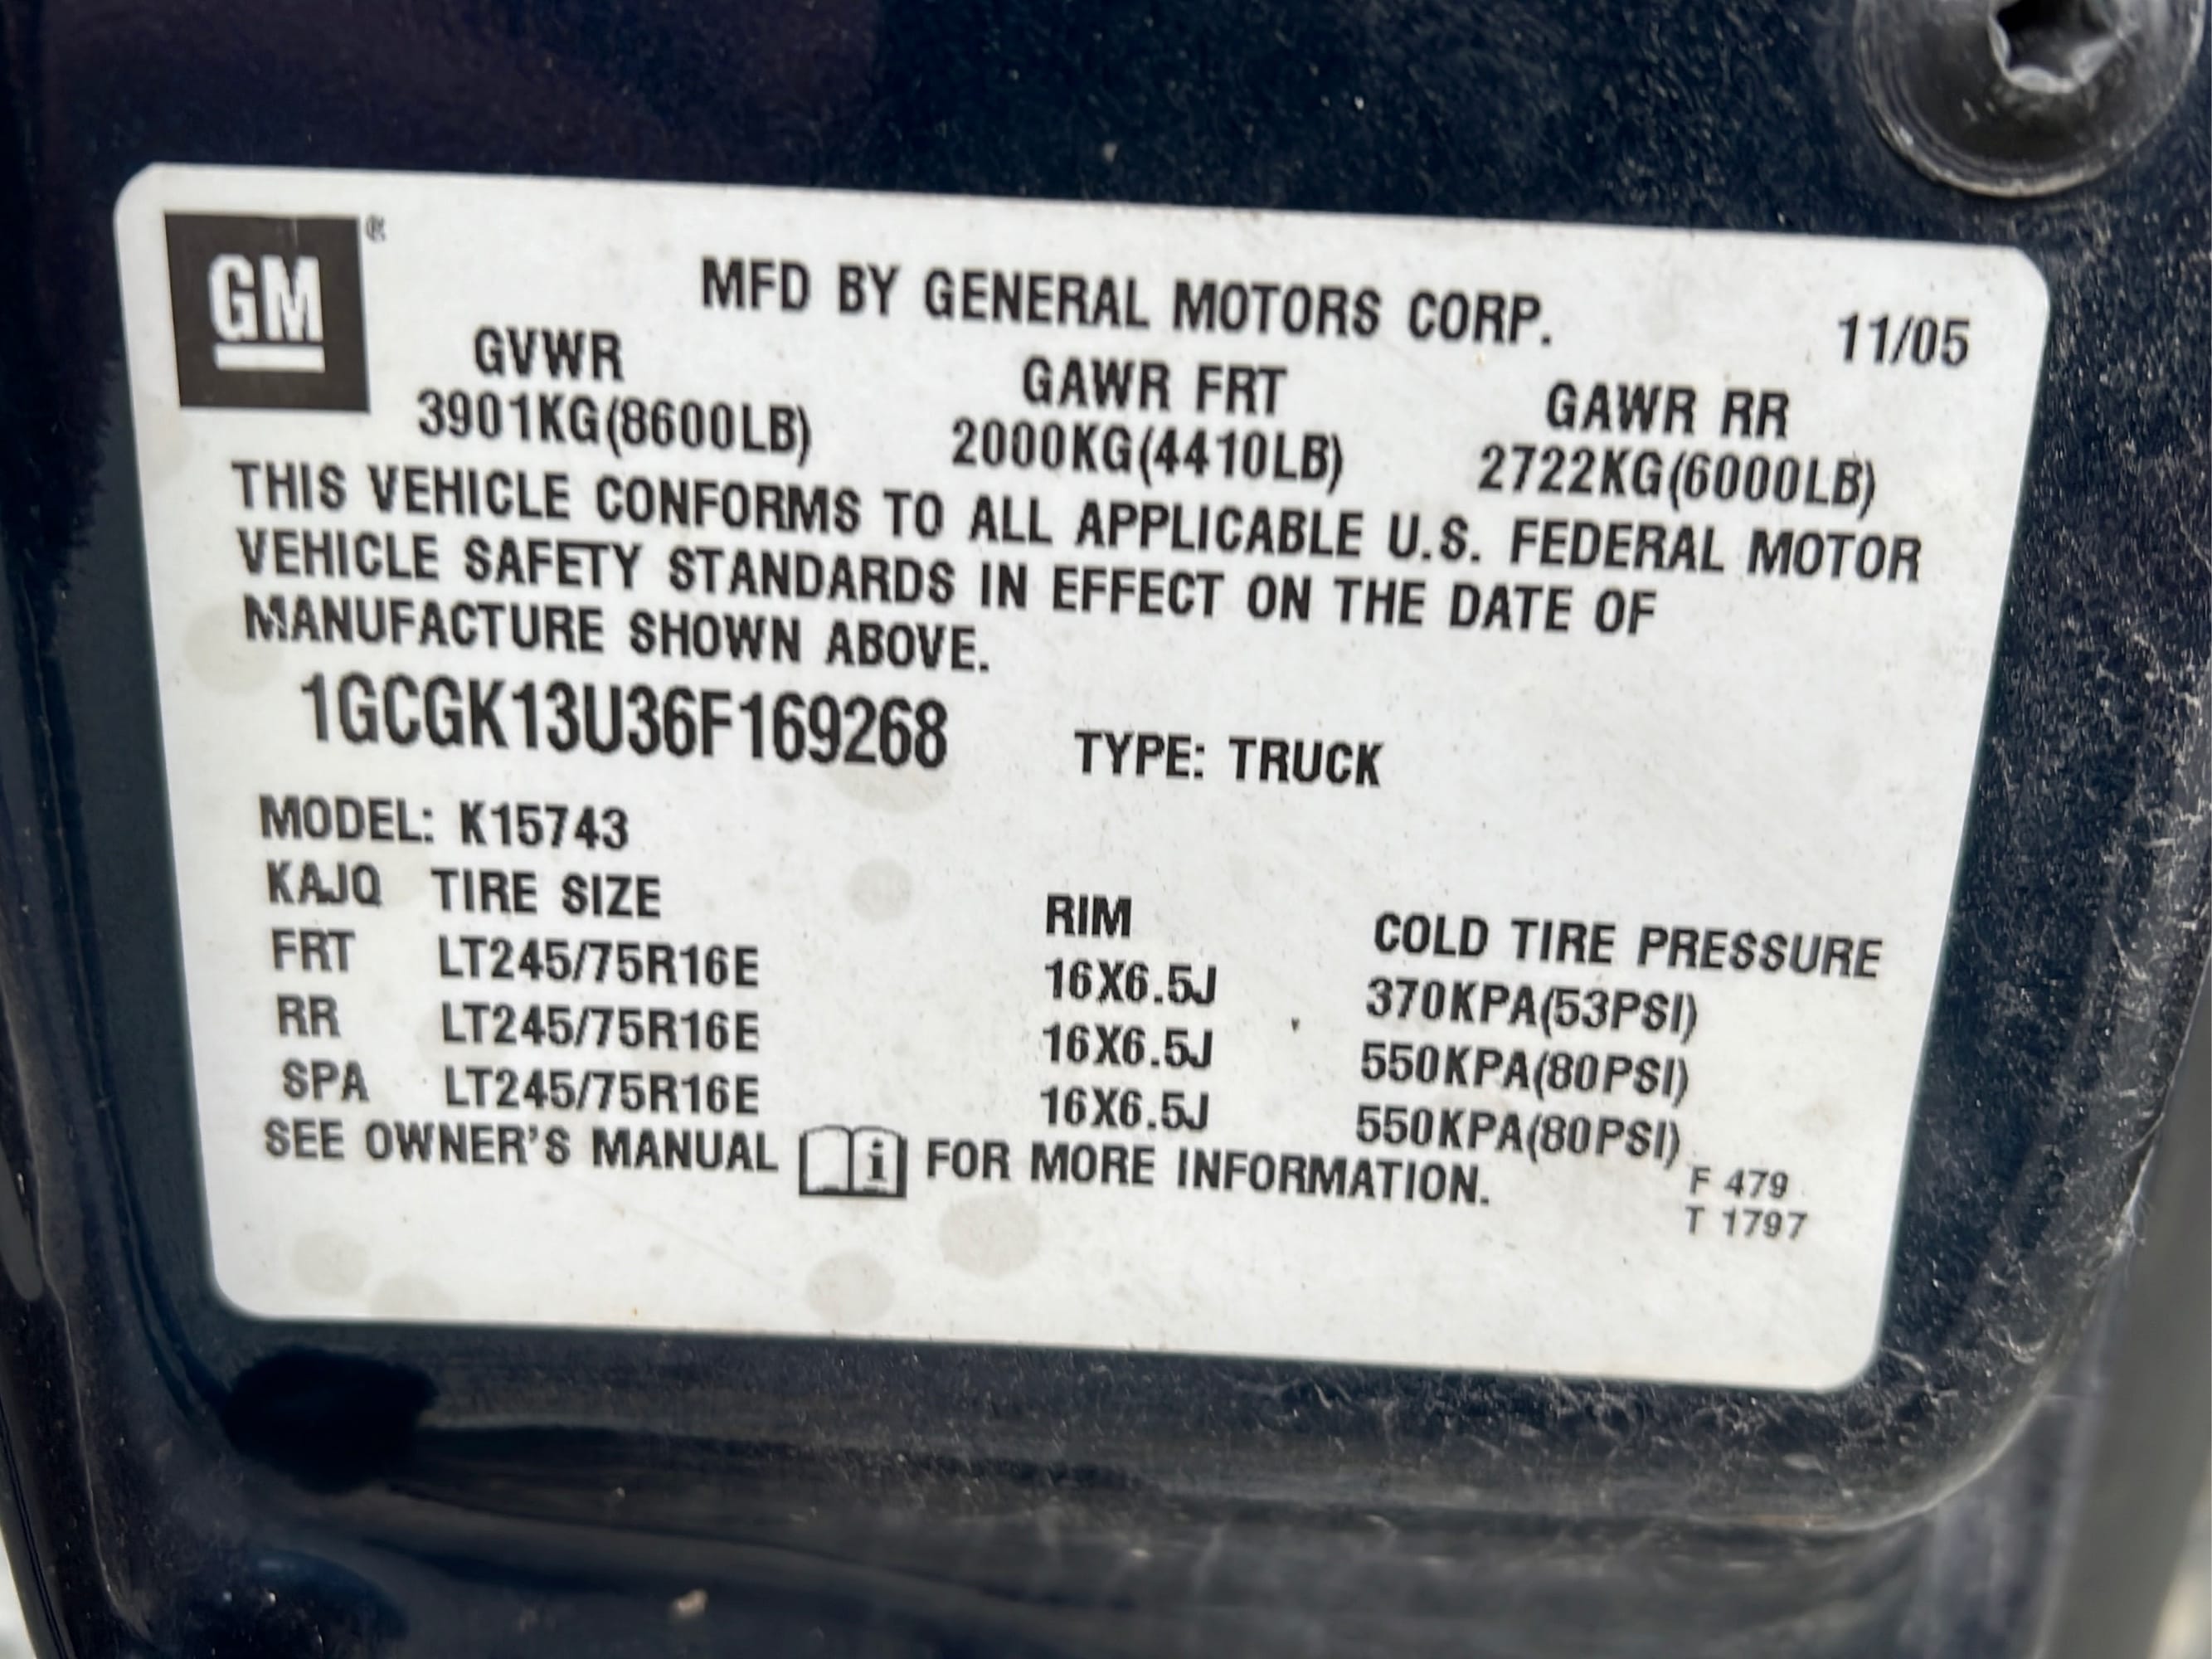 GM
MFD BY GENERAL MOTORS CORP.
11/05
GVWR GAWR FRT GAWR RR
3901KG(8600LB) 2000KG(4410LB) 2722KG(6000LB)
THIS VEHICLE CONFORMS TO ALL APPLICABLE U.S. FEDERAL MOTOR
VEHICLE SAFETY STANDARDS IN EFFECT ON THE DATE OF
MANUFACTURE SHOWN ABOVE.
1GCGK13U36F169268 TYPE: TRUCK
MODEL: K15743
KAJQ TIRE SIZE RIM COLD TIRE PRESSURE
FRT LT245/75R16E 16X6.5J 370KPA(53PSI)
RR LT245/75R16E 16X6.5J 550KPA(80PSI)
SPA LT245/75R16E 16X6.5J 550KPA(80PSI)
SEE OWNER'S MANUAL i FOR MORE INFORMATION.
F 479
T 1797